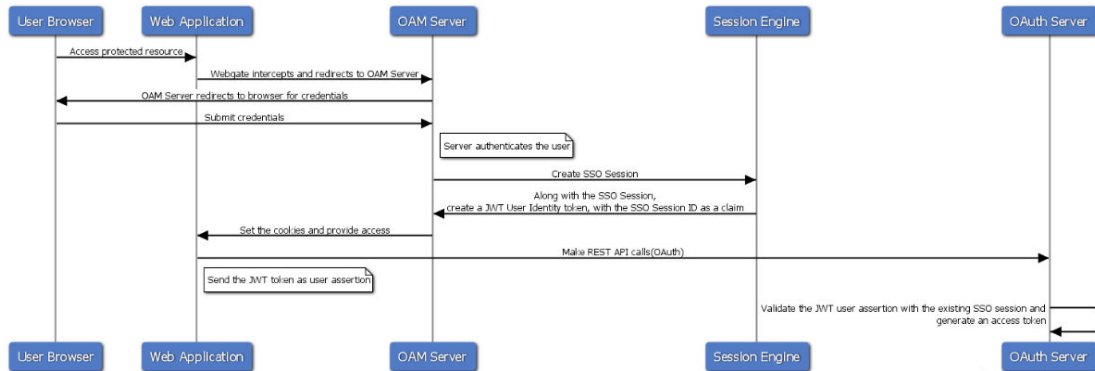 User Browser
Web Application
OAM Server
Session Engine
OAuth Server
Access protected resource
Webgate intercepts and redirects to OAM Server
OAM Server redirects to browser for credentials
Submit credentials
Server authenticates the user
Create SSO Session
Along with the SSO Session,
create a JWT User Identity token, with the SSO Session ID as a claim
Set the cookies and provide access
Make REST API calls(OAuth)
Send the JWT token as user assertion
Validate the JWT user assertion with the existing SSO session and
generate an access token
User Browser
Web Application
OAM Server
Session Engine
OAuth Server